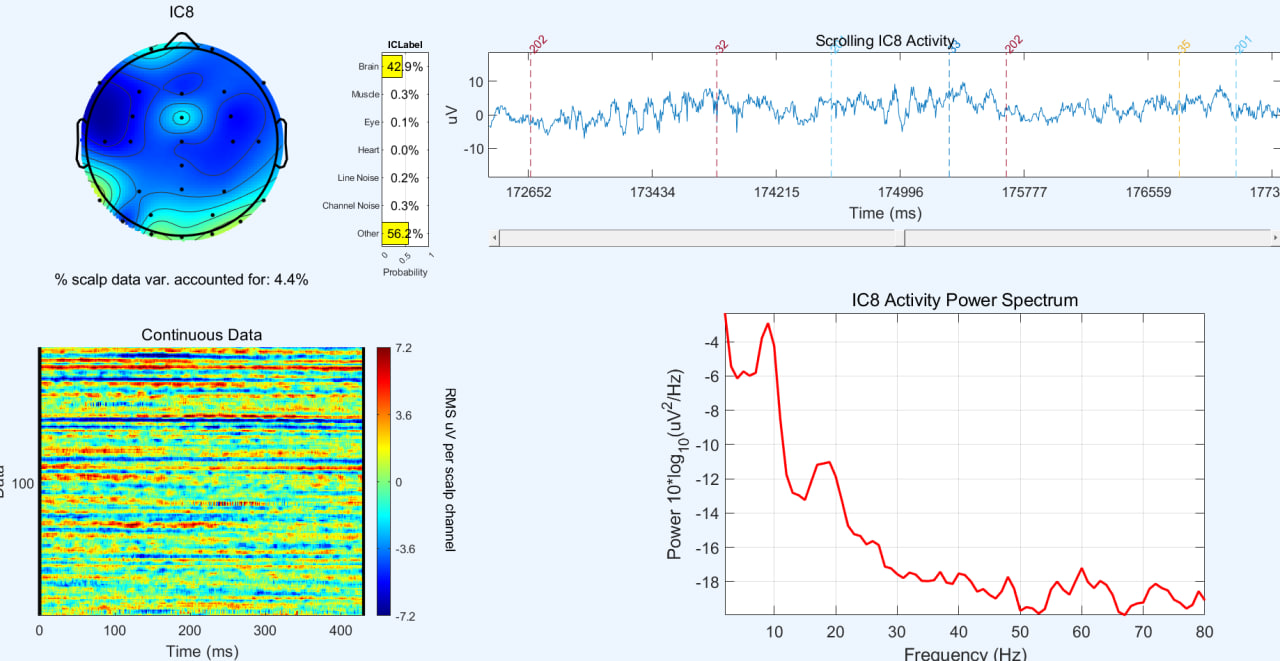 IC8
ICLabel
Brain 42.9%
Muscle 0.3%
Eye 0.1%
Heart 0.0%
Line Noise 0.2%
Channel Noise 0.3%
Other 56.2%
0 0.5 1
Probability
% scalp data var. accounted for: 4.4%
Scrolling IC8 Activity
202 32 33 202 35 201
10
0
-10
uV
172652 173434 174215 174996 175777 176559 1773
Time (ms)
Continuous Data
100
0 100 200 300 400
Time (ms)
7.2
3.6
0
-3.6
-7.2
RMS uV per scalp channel
IC8 Activity Power Spectrum
-4
-6
-8
-10
-12
-14
-16
-18
Power 10*log10(uV2/Hz)
10 20 30 40 50 60 70 80
Frequency (Hz)